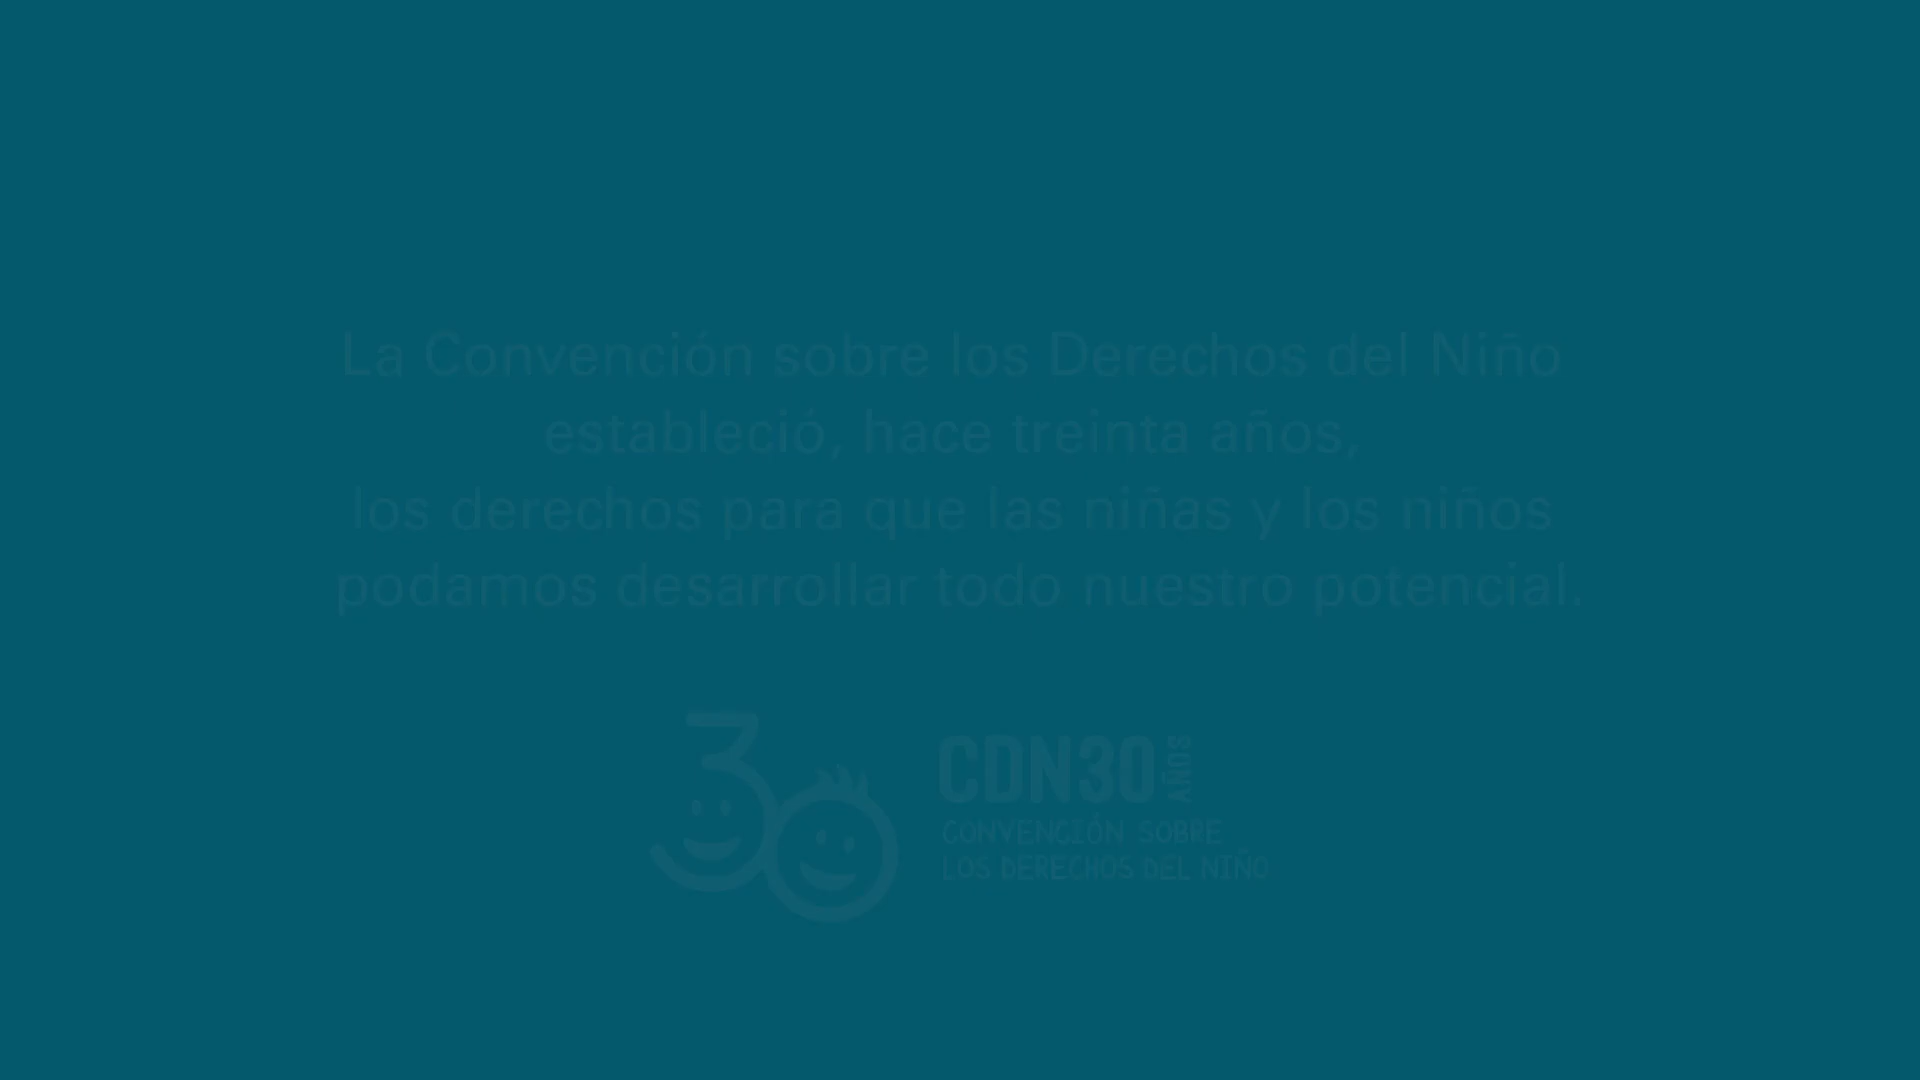 La Convención sobre los Derechos del Niño
estableció, hace treinta años,
los derechos para que las niñas y los niños
podamos desarrollar todo nuestro potencial.
30
CDN30 AÑOS
CONVENCIÓN SOBRE
LOS DERECHOS DEL NIÑO